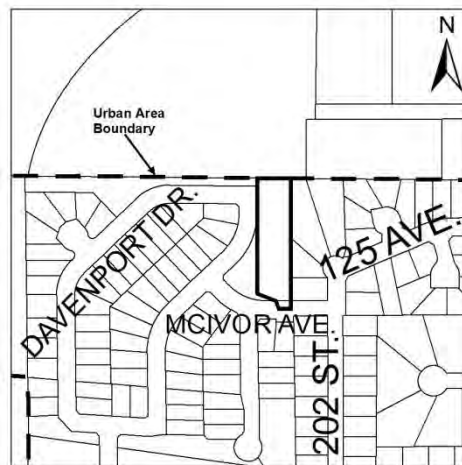 N
Urban Area
Boundary
DAVENPORT DR.
125 AVE.
MCIVOR AVE.
202 ST.